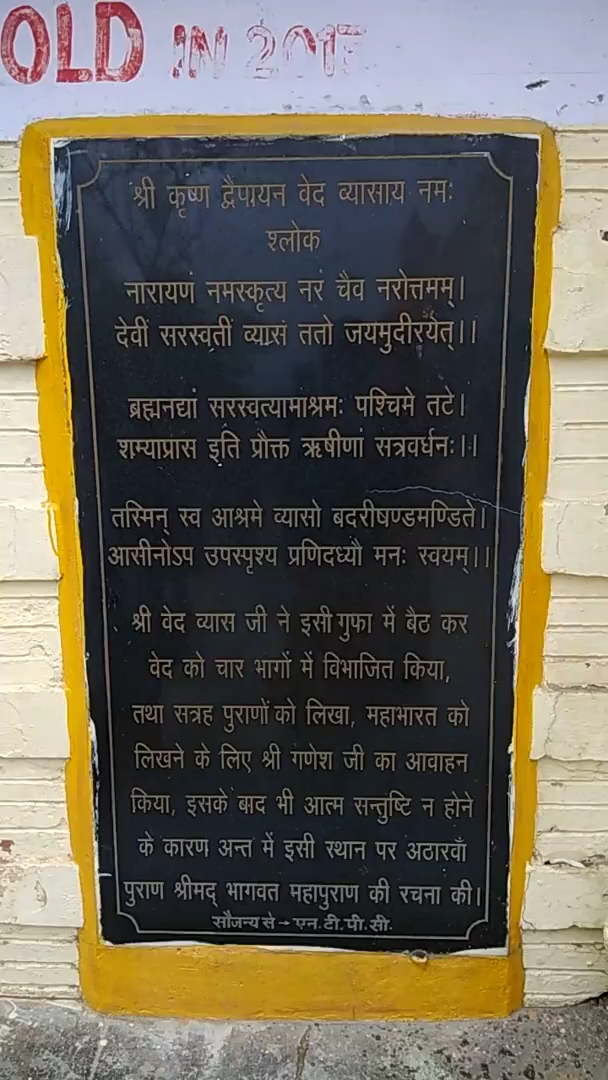 OLD IN 2017
श्री कृष्ण द्वैपायन वेद व्यासाय नमः
श्लोक
नारायणं नमस्कृत्य नरं चैव नरोत्तमम्।
देवीं सरस्वतीं व्यासं ततो जयमुदीरयेत्।।
ब्रह्मनद्यां सरस्वत्यामाश्रमः पश्चिमे तटे।
शम्याप्रास इति प्रौक्त ऋषीणां सत्रवर्धनः।।
तस्मिन् स्व आश्रमे व्यासो बदरीषण्डमण्डिते।
आसीनोऽप उपस्पृश्य प्रणिदध्यौ मनः स्वयम्।।
श्री वेद व्यास जी ने इसी गुफा में बैठ कर
वेद को चार भागों में विभाजित किया,
तथा सत्रह पुराणों को लिखा, महाभारत को
लिखने के लिए श्री गणेश जी का आवाहन
किया, इसके बाद भी आत्म सन्तुष्टि न होने
के कारण अन्त में इसी स्थान पर अठारवाँ
पुराण श्रीमद् भागवत महापुराण की रचना की।
सौजन्य से → एन.टी.पी.सी.